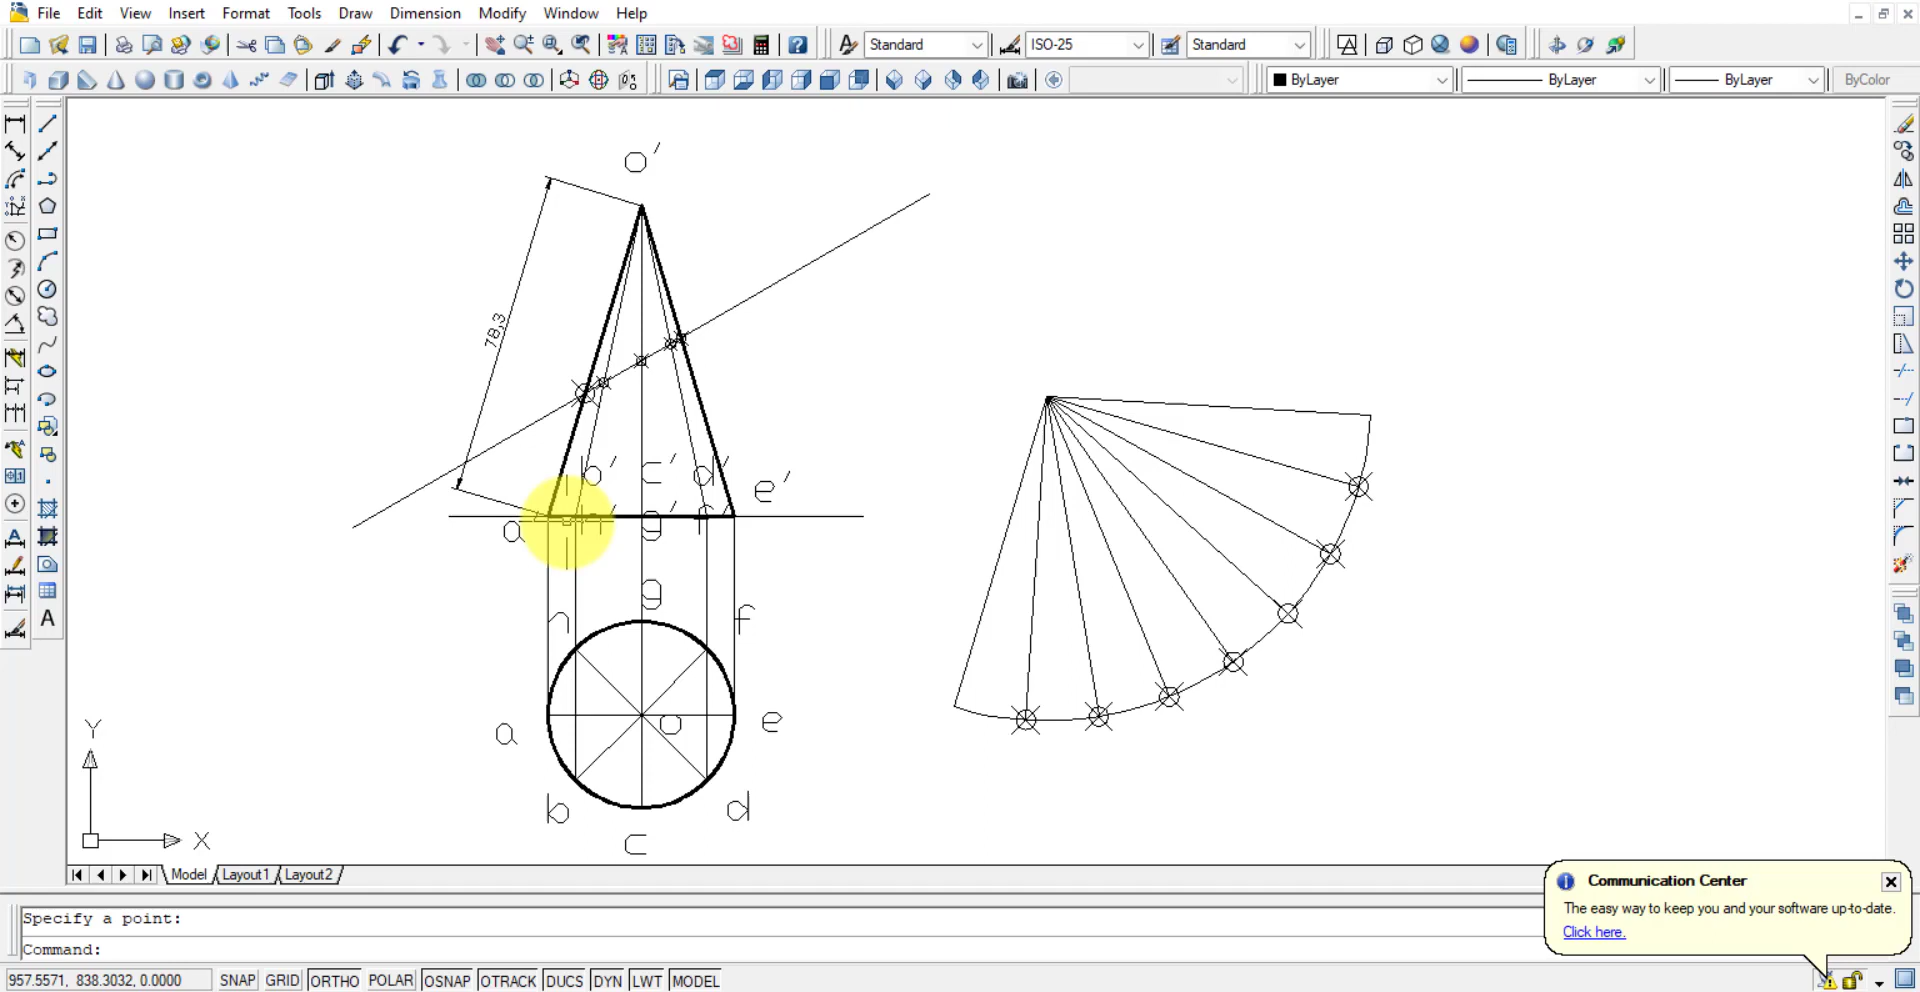 File Edit View Insert Format Tools Draw Dimension Modify Window Help
Standard ISO-25 Standard
ByLayer ByLayer ByLayer ByColor
o'
78,3
b' c' d' e'
a h' g' f'
g
h f
a o e
b d
c
Y
X
Model Layout1 Layout2
Communication Center
The easy way to keep you and your software up-to-date.
Click here.
Specify a point:
Command:
957.5571, 838.3032, 0.0000 SNAP GRID ORTHO POLAR OSNAP OTRACK DUCS DYN LWT MODEL